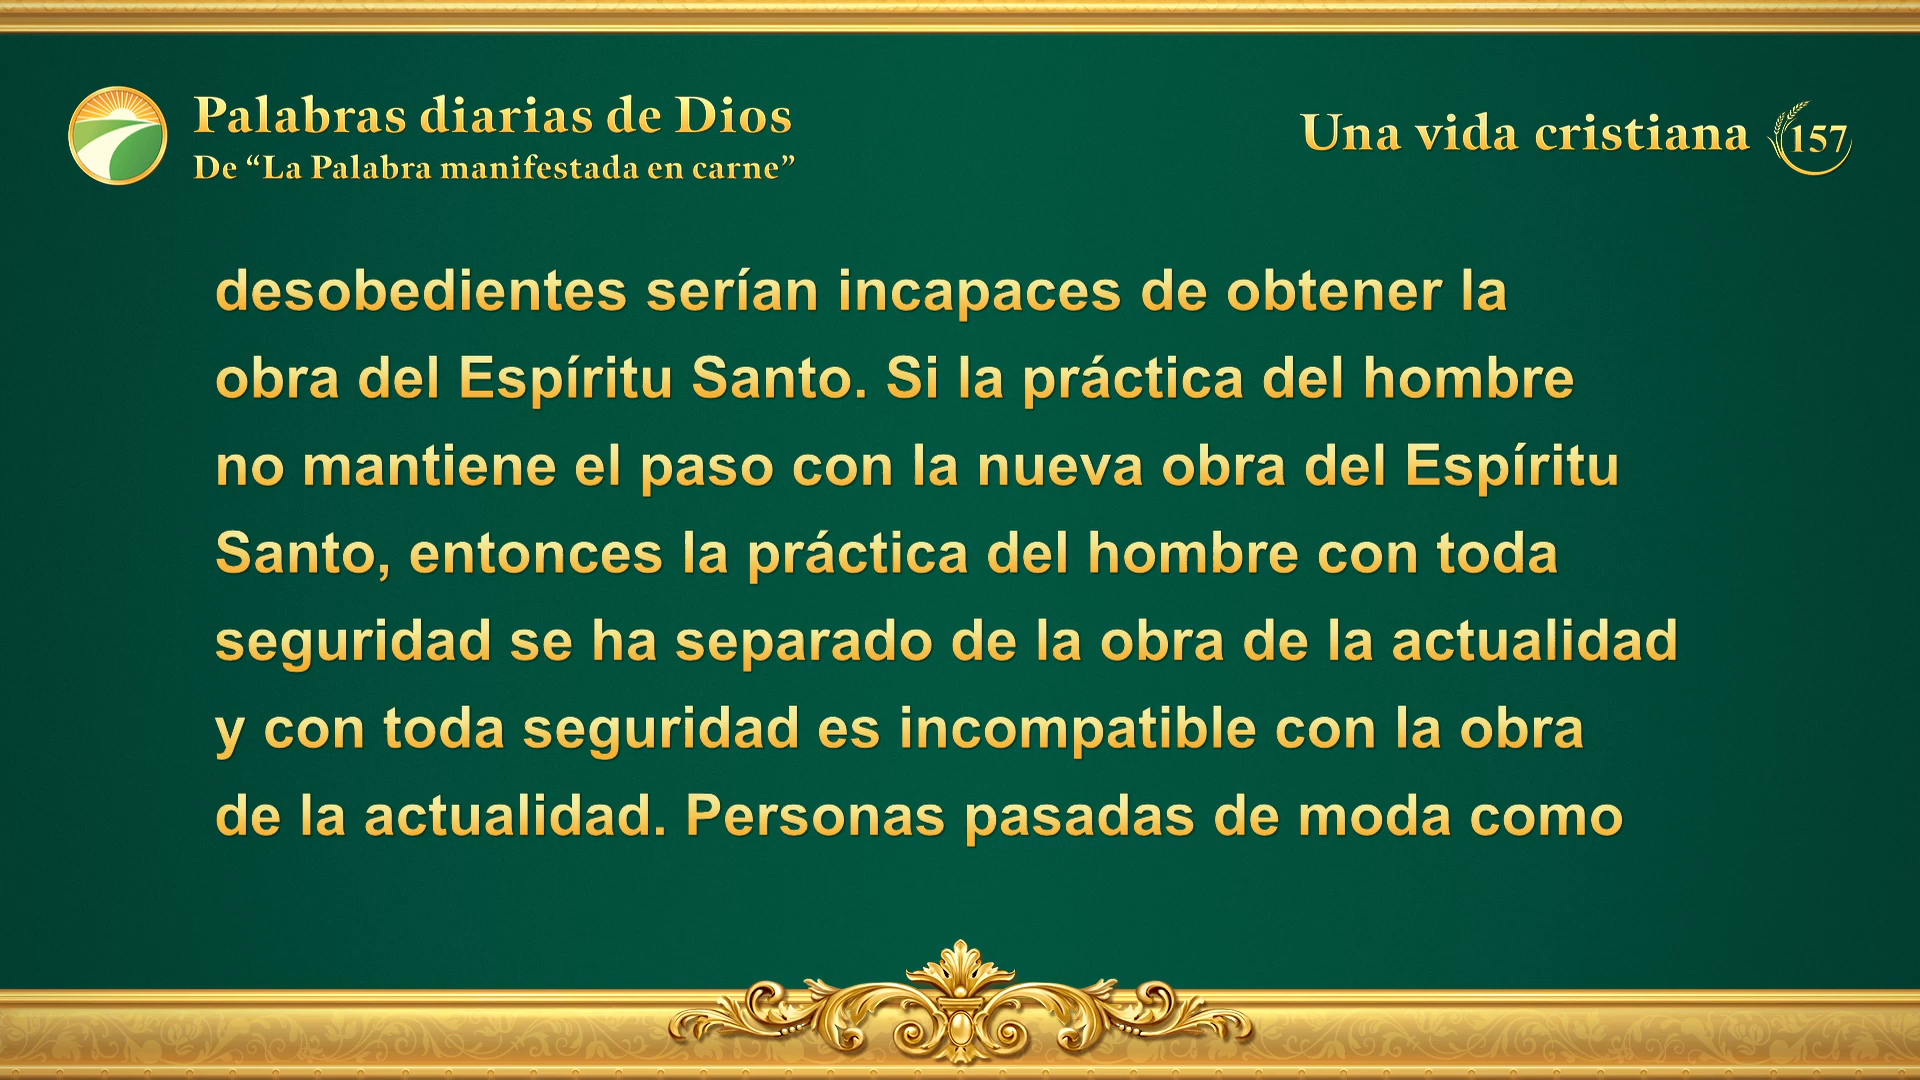 Palabras diarias de Dios
De “La Palabra manifestada en carne”
Una vida cristiana 157
desobedientes serían incapaces de obtener la
obra del Espíritu Santo. Si la práctica del hombre
no mantiene el paso con la nueva obra del Espíritu
Santo, entonces la práctica del hombre con toda
seguridad se ha separado de la obra de la actualidad
y con toda seguridad es incompatible con la obra
de la actualidad. Personas pasadas de moda como